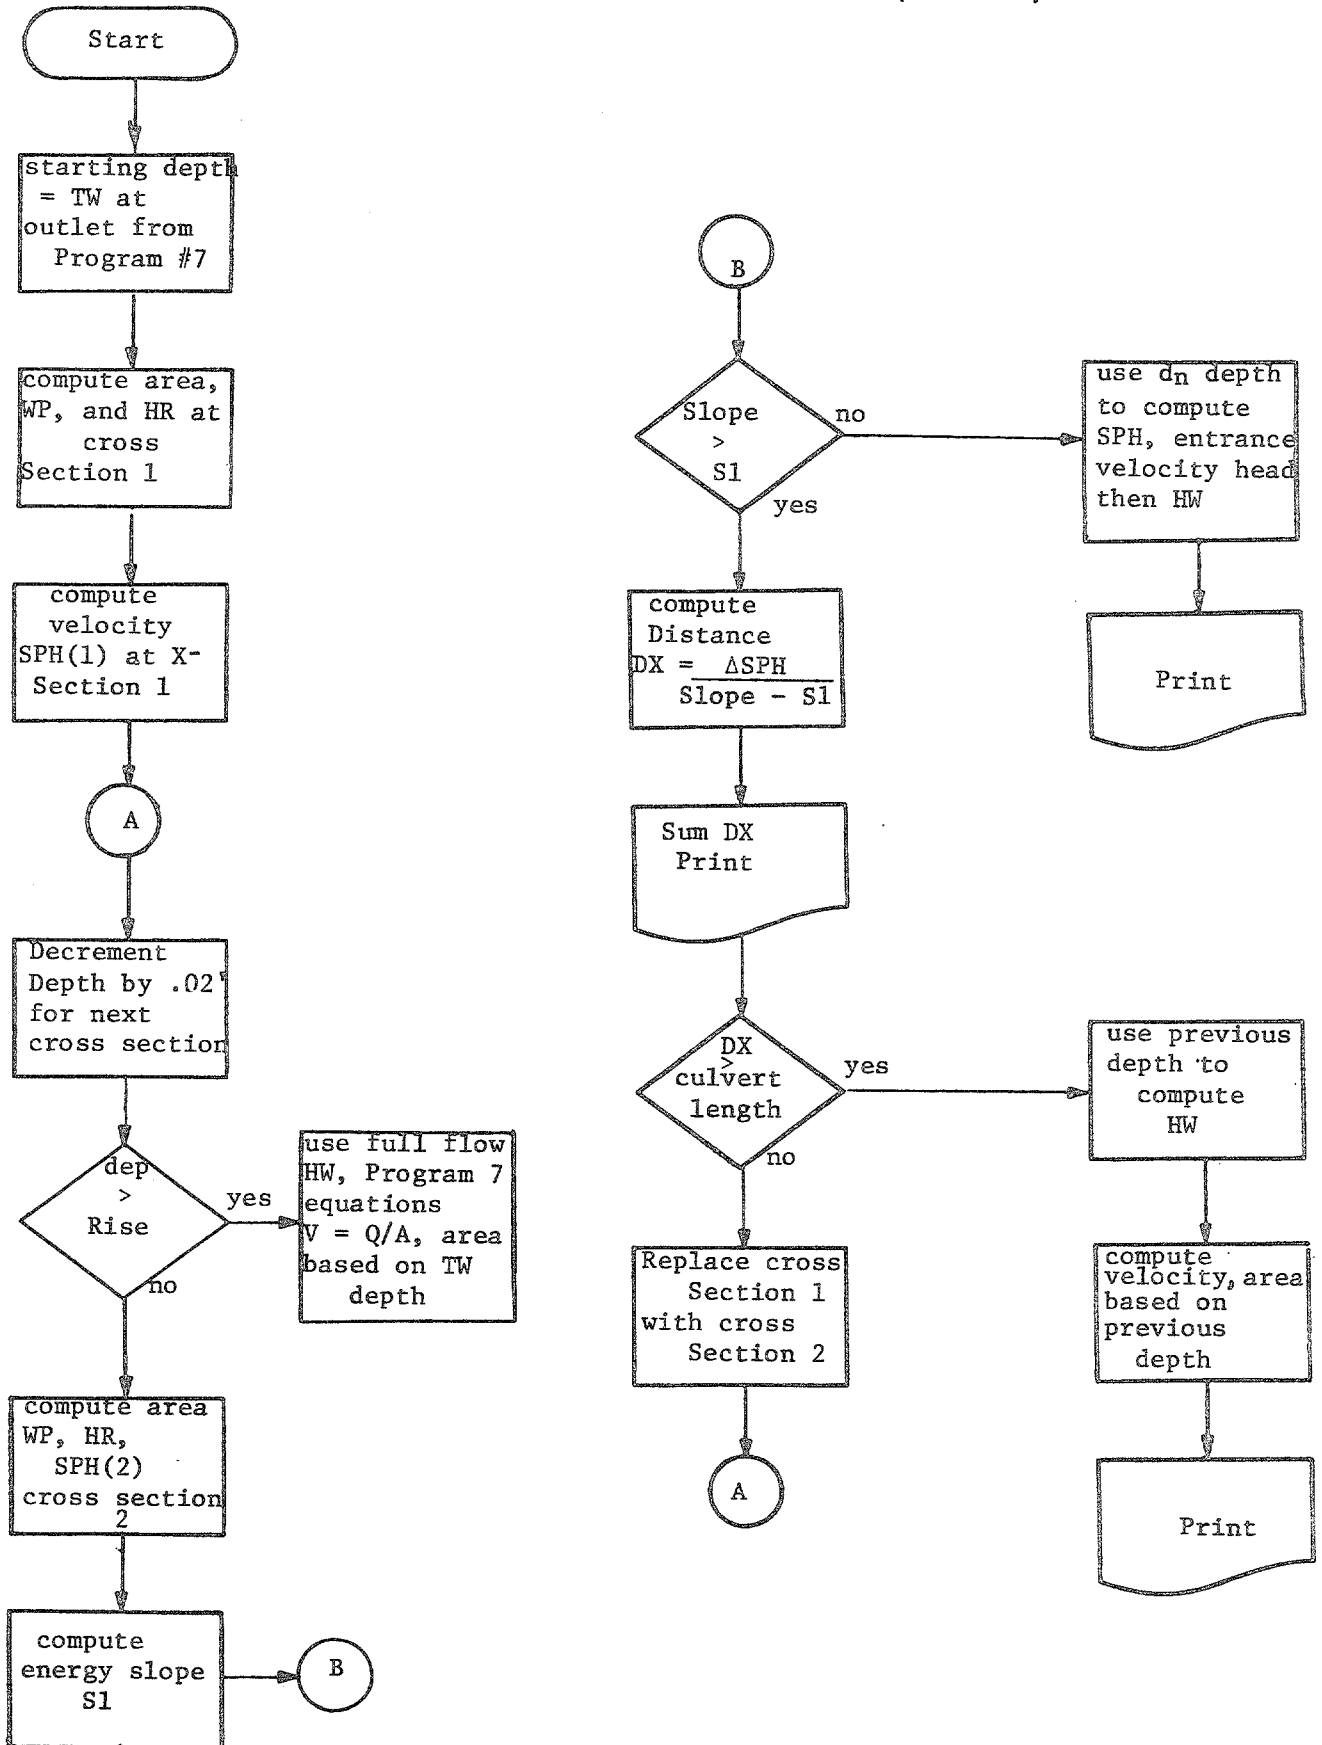 Start
starting depth
= TW at
outlet from
Program #7
compute area,
WP, and HR at
cross
Section 1
compute
velocity
SPH(1) at X-
Section 1
A
Decrement
Depth by .02'
for next
cross section
dep
>
Rise
yes
no
use full flow
HW, Program 7
equations
V = Q/A, area
based on TW
depth
compute area
WP, HR,
SPH(2)
cross section
2
compute
energy slope
S1
B
B
Slope
>
S1
no
yes
use dn depth
to compute
SPH, entrance
velocity head
then HW
Print
compute
Distance
DX = ΔSPH
Slope - S1
Sum DX
Print
DX
>
culvert
length
yes
no
use previous
depth to
compute
HW
compute
velocity, area
based on
previous
depth
Print
Replace cross
Section 1
with cross
Section 2
A